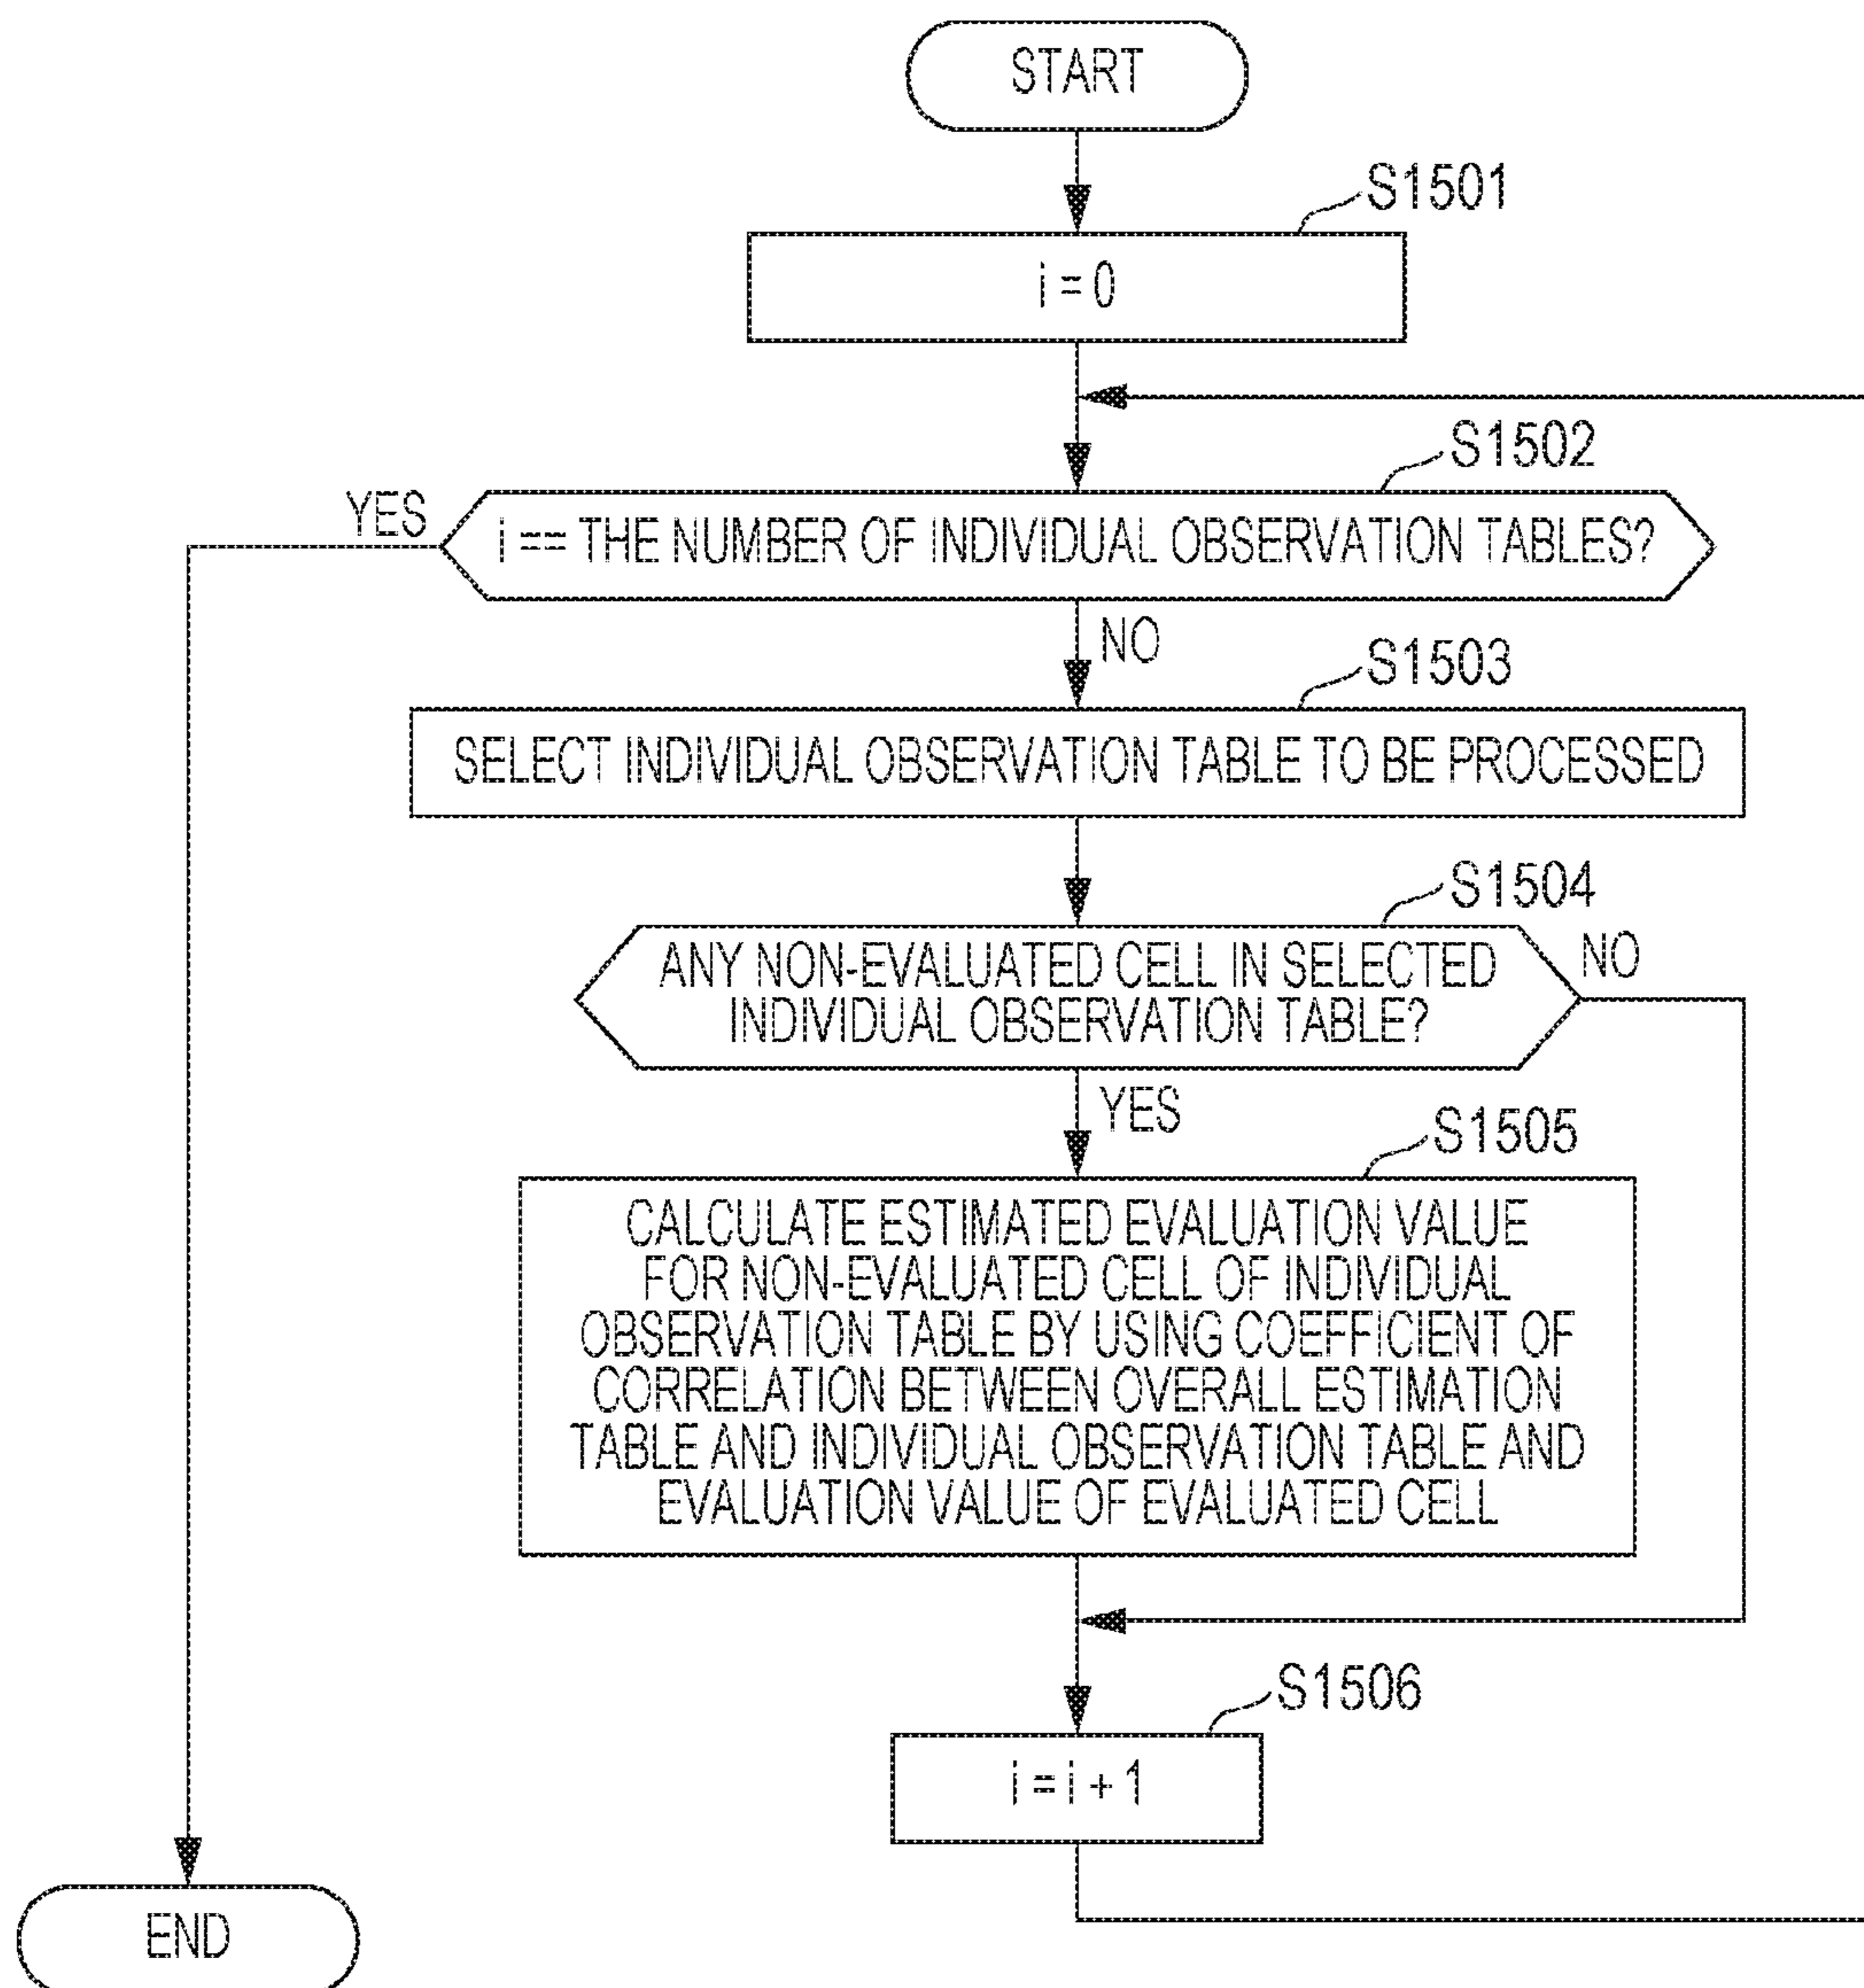 START
S1501
i = 0
S1502
YES
i == THE NUMBER OF INDIVIDUAL OBSERVATION TABLES?
NO
S1503
SELECT INDIVIDUAL OBSERVATION TABLE TO BE PROCESSED
S1504
ANY NON-EVALUATED CELL IN SELECTED
INDIVIDUAL OBSERVATION TABLE?
NO
YES
S1505
CALCULATE ESTIMATED EVALUATION VALUE
FOR NON-EVALUATED CELL OF INDIVIDUAL
OBSERVATION TABLE BY USING COEFFICIENT OF
CORRELATION BETWEEN OVERALL ESTIMATION
TABLE AND INDIVIDUAL OBSERVATION TABLE AND
EVALUATION VALUE OF EVALUATED CELL
S1506
i = i + 1
END